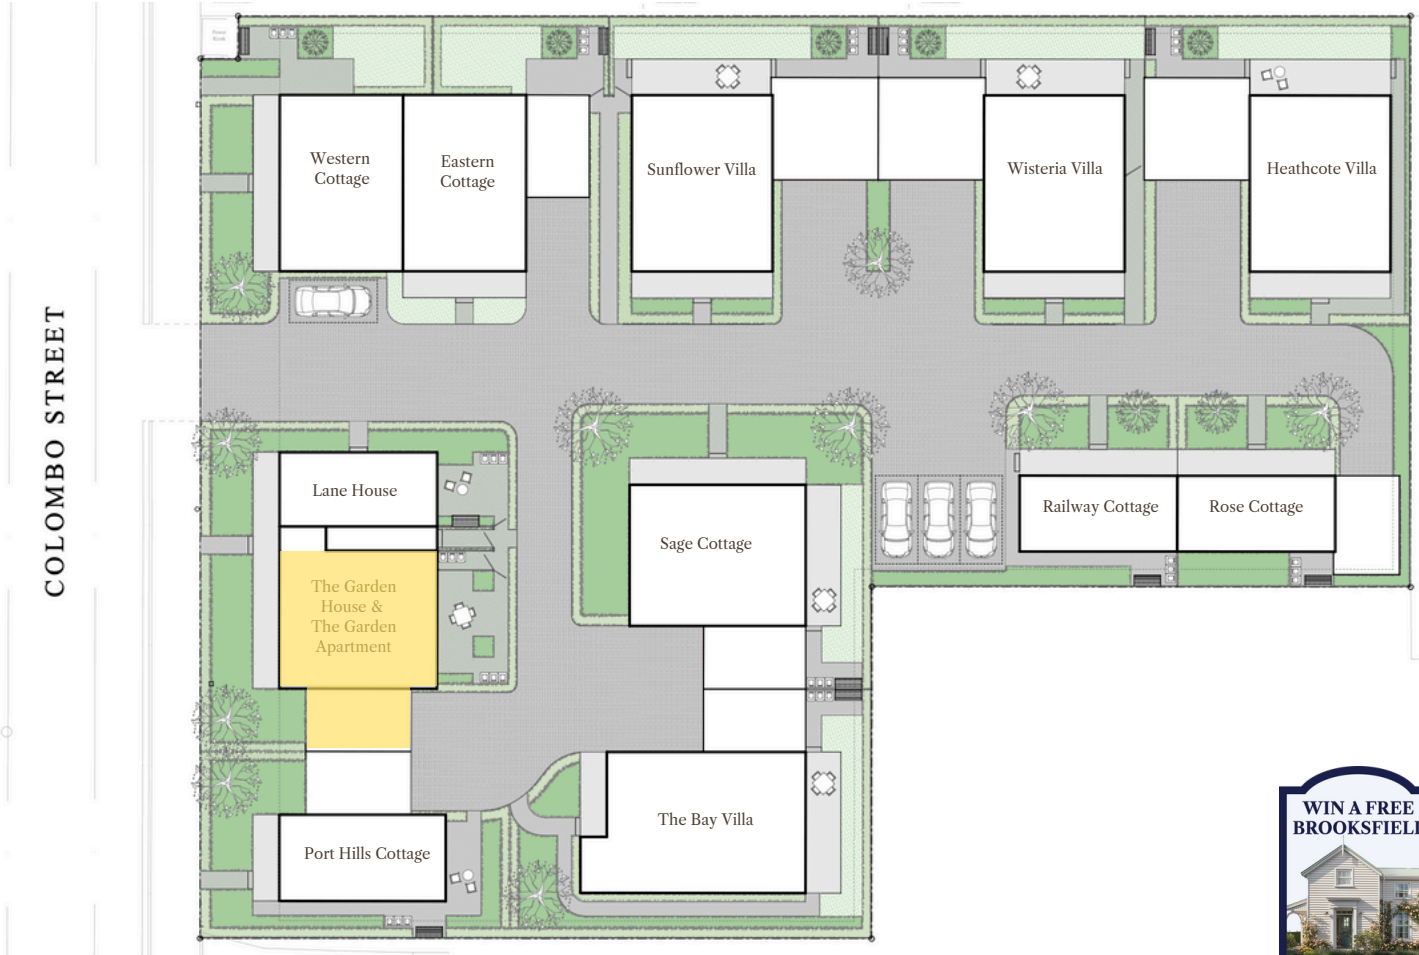 Western
Cottage
Eastern
Cottage
Sunflower Villa
Wisteria Villa
Heathcote Villa
COLOMBO STREET
Lane House
The Garden
House &
The Garden
Apartment
Sage Cottage
Railway Cottage
Rose Cottage
The Bay Villa
Port Hills Cottage
WIN A FREE
BROOKSFIEL